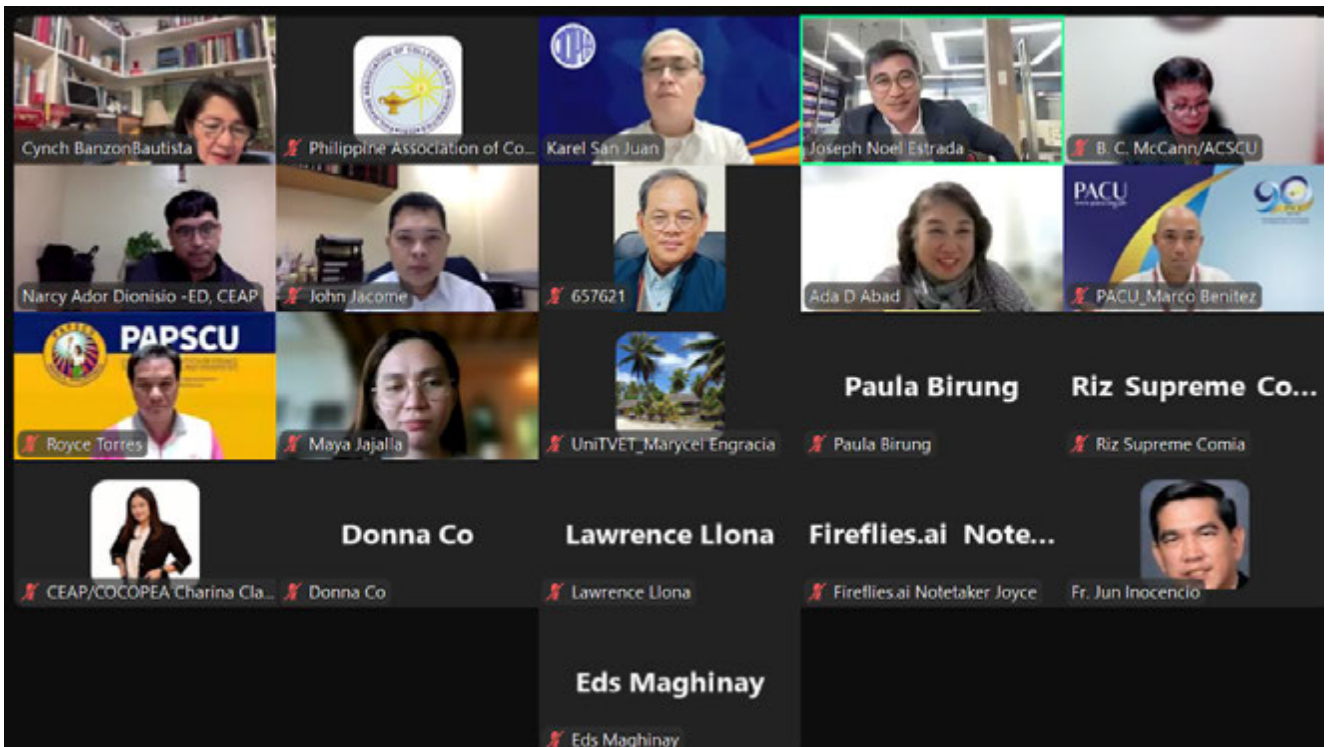 Cynch BanzonBautista
Philippine Association of Co...
Karel San Juan
Joseph Noel Estrada
B. C. McCann/ACSCU
Narcy Ador Dionisio -ED, CEAP
John Jacome
657621
Ada D Abad
PACU
90
PACU_Marco Benitez
PAPSCU
Royce Torres
Maya Jajalla
UniTVET_Marycel Engracia
Paula Birung
Paula Birung
Riz Supreme Co...
Riz Supreme Comia
CEAP/COCOPEA Charina Cla...
Donna Co
Donna Co
Lawrence Llona
Lawrence Llona
Fireflies.ai Note...
Fireflies.ai Notetaker Joyce
Fr. Jun Inocencio
Eds Maghinay
Eds Maghinay